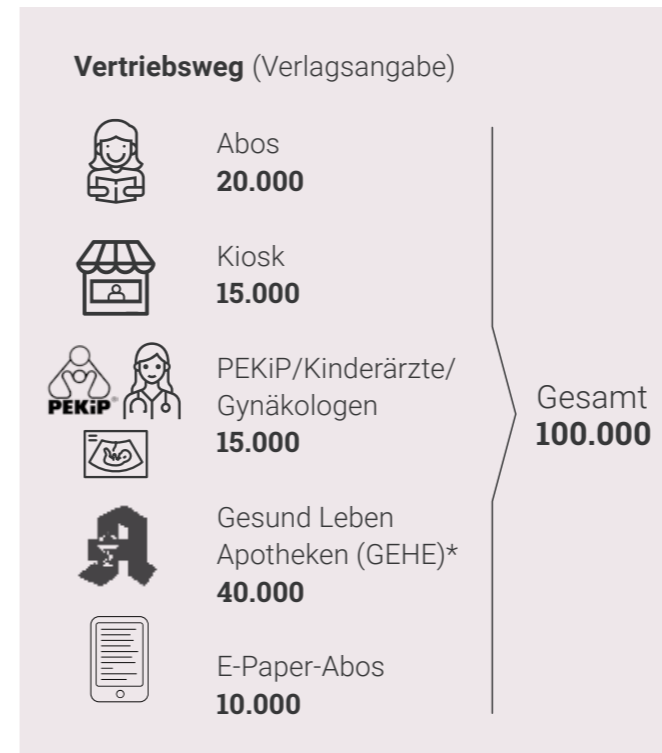 Vertriebsweg (Verlagsangabe)
Abos
20.000
Kiosk
15.000
PEKiP®
PEKiP/Kinderärzte/
Gynäkologen
15.000
Gesund Leben
Apotheken (GEHE)*
40.000
E-Paper-Abos
10.000
Gesamt
100.000